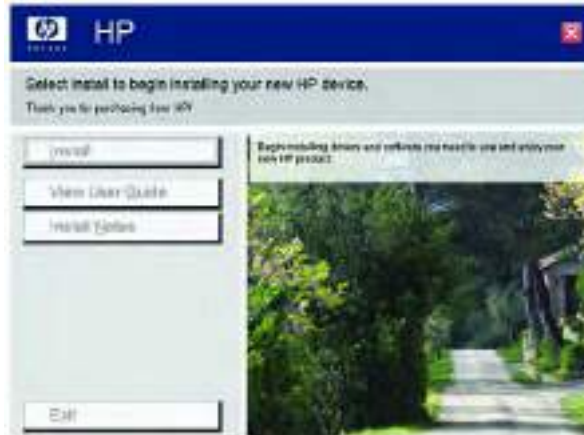 hp
HP
Select install to begin installing your new HP device.
Thank you for purchasing from HP!
Install
Begin installing drivers and software you need to use and enjoy your
new HP product.
View User Guide
Install Notes
Exit